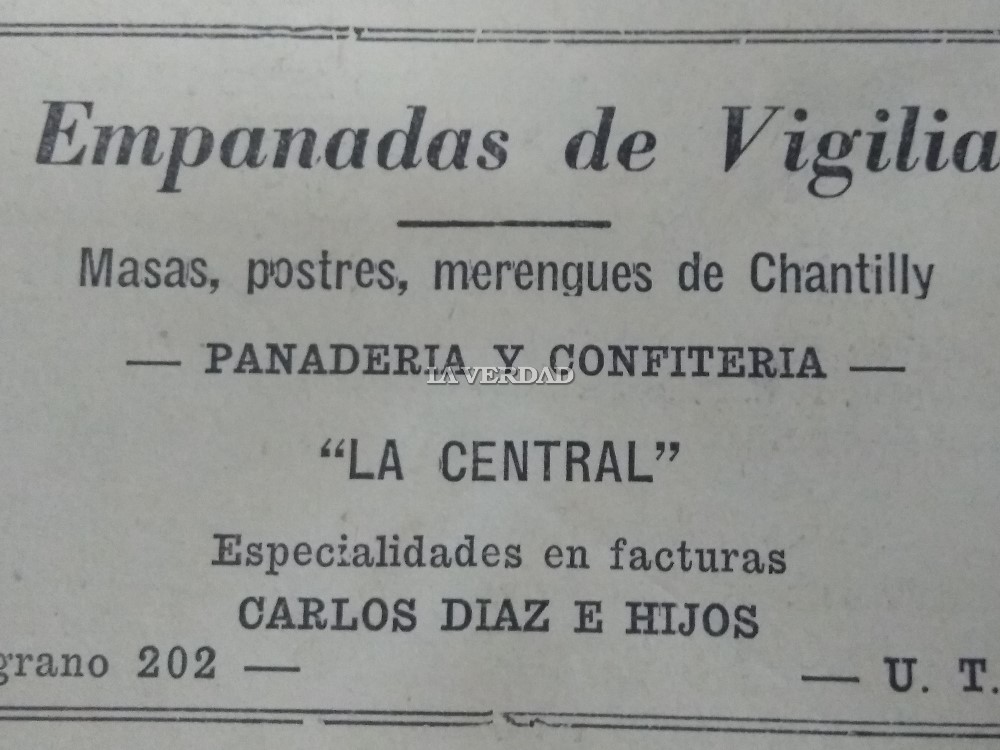 Empanadas de Vigilia
Masas, postres, merengues de Chantilly
— PANADERIA Y CONFITERIA —
LA VERDAD
“LA CENTRAL”
Especialidades en facturas
CARLOS DIAZ E HIJOS
grano 202 — — U. T.